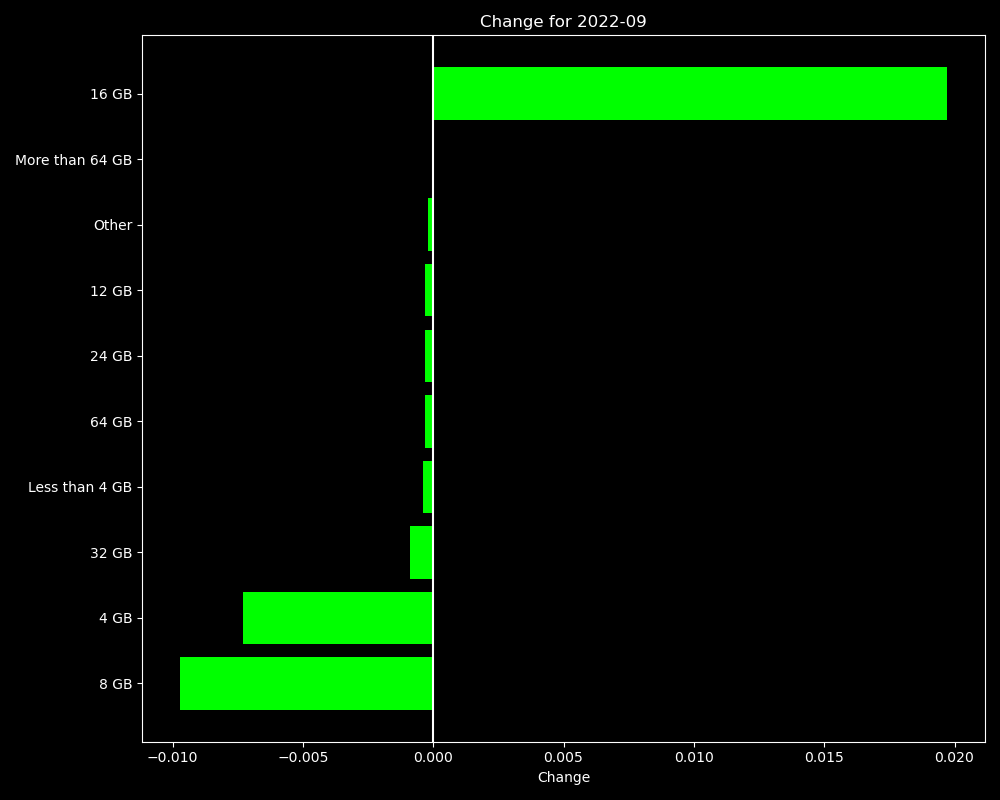 Change for 2022-09
16 GB
More than 64 GB
Other
12 GB
24 GB
64 GB
Less than 4 GB
32 GB
4 GB
8 GB
−0.010 −0.005 0.000 0.005 0.010 0.015 0.020
Change